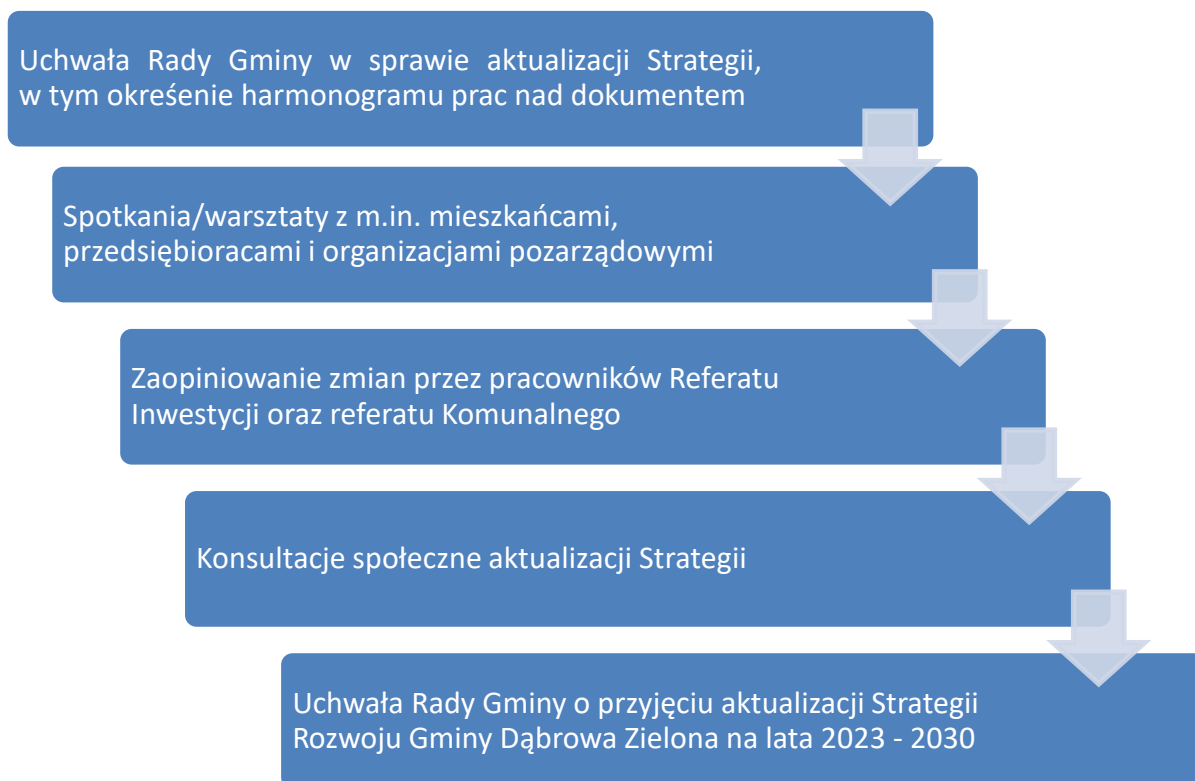 Uchwała Rady Gminy w sprawie aktualizacji Strategii,
w tym okreśenie harmonogramu prac nad dokumentem
Spotkania/warsztaty z m.in. mieszkańcami,
przedsiębioracami i organizacjami pozarządowymi
Zaopiniowanie zmian przez pracowników Referatu
Inwestycji oraz referatu Komunalnego
Konsultacje społeczne aktualizacji Strategii
Uchwała Rady Gminy o przyjęciu aktualizacji Strategii
Rozwoju Gminy Dąbrowa Zielona na lata 2023 - 2030